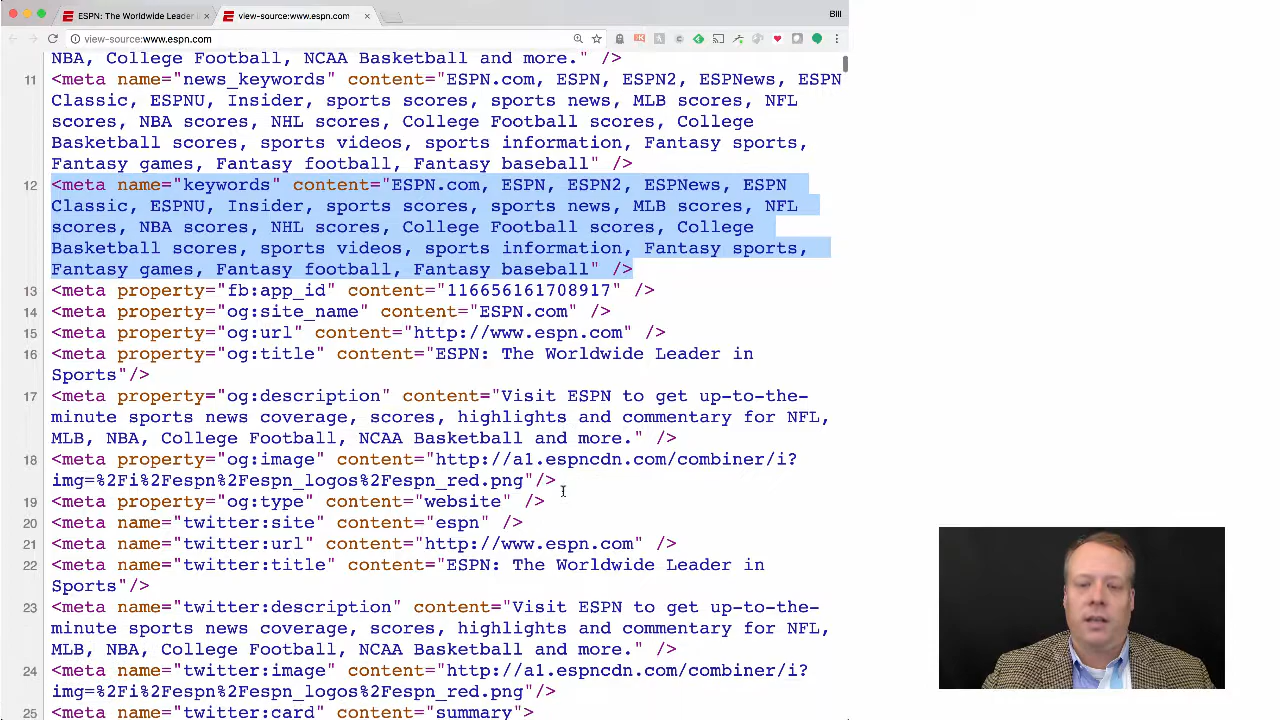 ESPN: The Worldwide Leader i
view-source:www.espn.com
Bill
view-source:www.espn.com
NBA, College Football, NCAA Basketball and more." />
11 <meta name="news_keywords" content="ESPN.com, ESPN, ESPN2, ESPNews, ESPN
Classic, ESPNU, Insider, sports scores, sports news, MLB scores, NFL
scores, NBA scores, NHL scores, College Football scores, College
Basketball scores, sports videos, sports information, Fantasy sports,
Fantasy games, Fantasy football, Fantasy baseball" />
12 <meta name="keywords" content="ESPN.com, ESPN, ESPN2, ESPNews, ESPN
Classic, ESPNU, Insider, sports scores, sports news, MLB scores, NFL
scores, NBA scores, NHL scores, College Football scores, College
Basketball scores, sports videos, sports information, Fantasy sports,
Fantasy games, Fantasy football, Fantasy baseball" />
13 <meta property="fb:app_id" content="116656161708917" />
14 <meta property="og:site_name" content="ESPN.com" />
15 <meta property="og:url" content="http://www.espn.com" />
16 <meta property="og:title" content="ESPN: The Worldwide Leader in
Sports"/>
17 <meta property="og:description" content="Visit ESPN to get up-to-the-
minute sports news coverage, scores, highlights and commentary for NFL,
MLB, NBA, College Football, NCAA Basketball and more." />
18 <meta property="og:image" content="http://a1.espncdn.com/combiner/i?
img=%2Fi%2Fespn%2Fespn_logos%2Fespn_red.png"/>
19 <meta property="og:type" content="website" />
20 <meta name="twitter:site" content="espn" />
21 <meta name="twitter:url" content="http://www.espn.com" />
22 <meta name="twitter:title" content="ESPN: The Worldwide Leader in
Sports"/>
23 <meta name="twitter:description" content="Visit ESPN to get up-to-the-
minute sports news coverage, scores, highlights and commentary for NFL,
MLB, NBA, College Football, NCAA Basketball and more." />
24 <meta name="twitter:image" content="http://a1.espncdn.com/combiner/i?
img=%2Fi%2Fespn%2Fespn_logos%2Fespn_red.png"/>
25 <meta name="twitter:card" content="summary">